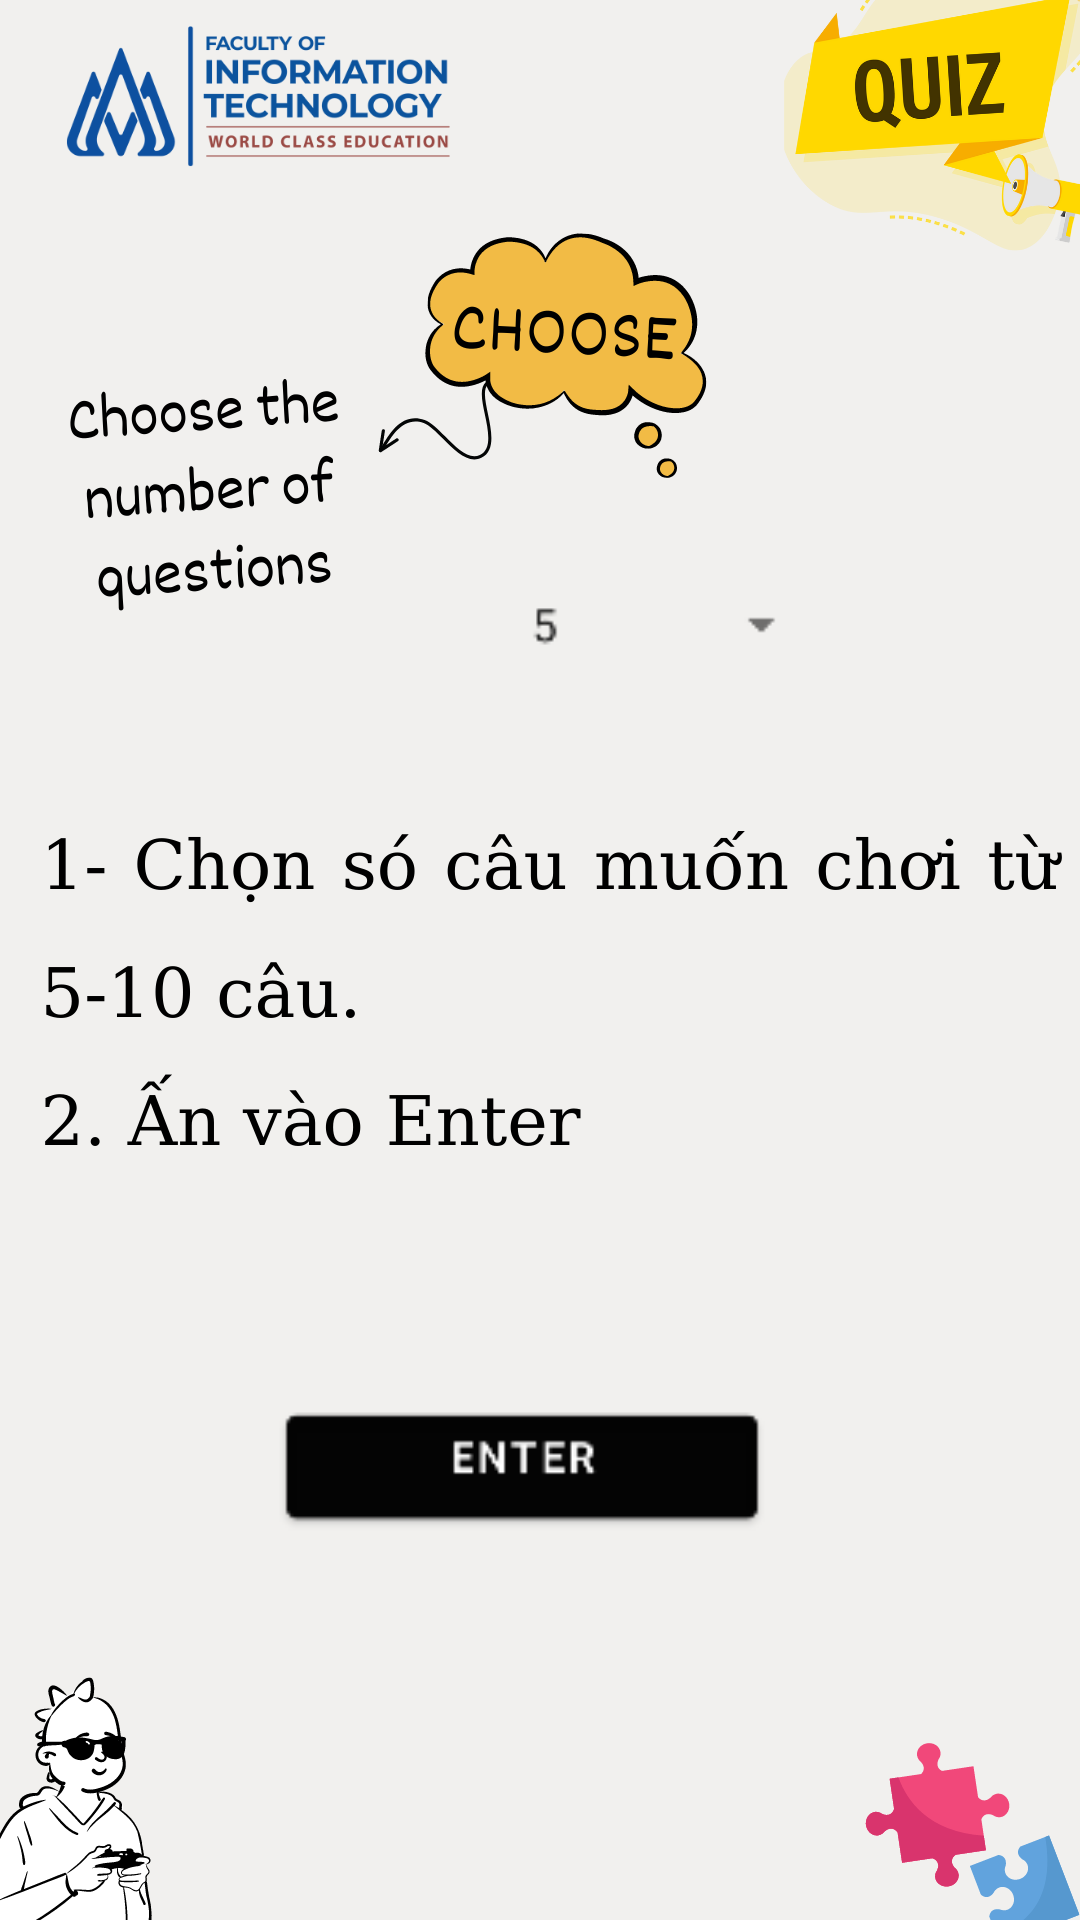 FACULTY OF
INFORMATION
TECHNOLOGY
WORLD CLASS EDUCATION
QUIZ
CHOOSE
Choose the
number of
questions
5
1- Chọn só câu muốn chơi từ
5-10 câu.
2. Ấn vào Enter
ENTER